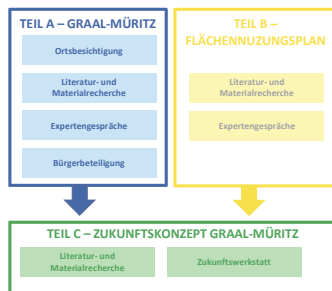 TEIL A – GRAAL-MÜRITZ
Ortsbesichtigung
Literatur- und
Materialrecherche
Expertengespräche
Bürgerbeteiligung
TEIL B –
FLÄCHENNUZUNGSPLAN
Literatur- und
Materialrecherche
Expertengespräche
TEIL C – ZUKUNFTSKONZEPT GRAAL-MÜRITZ
Literatur- und
Materialrecherche
Zukunftswerkstatt